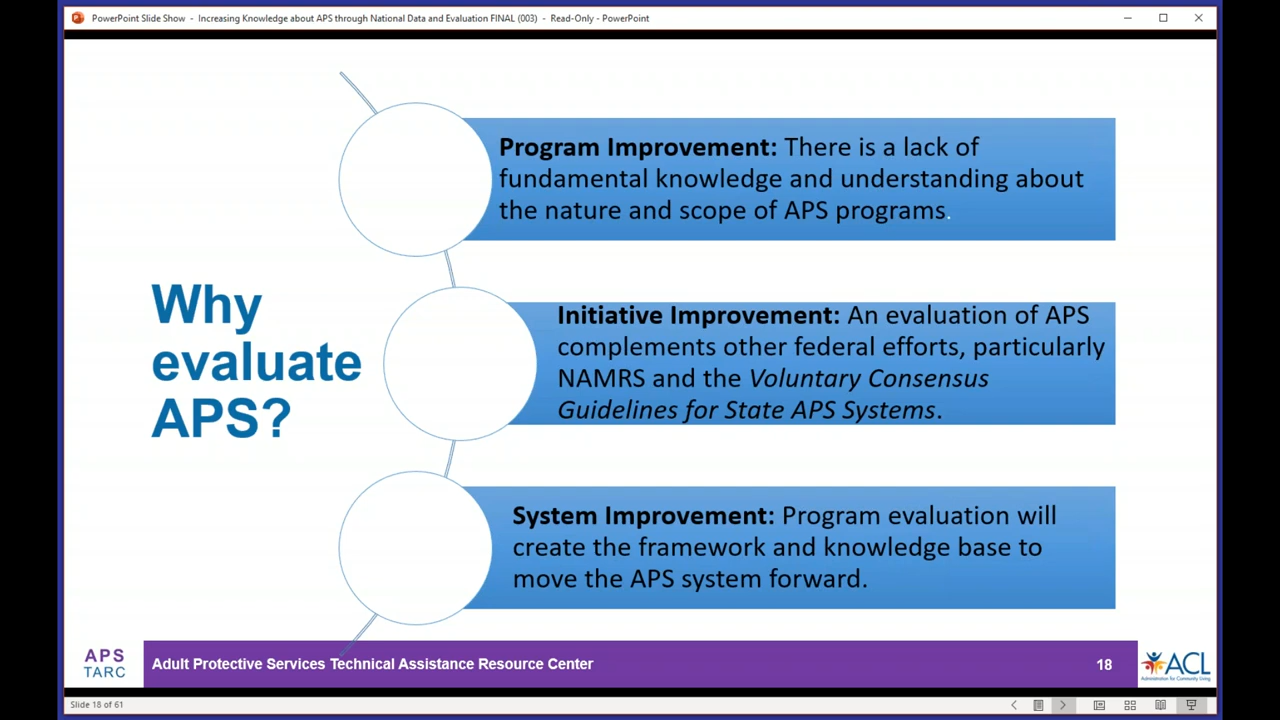 PowerPoint Slide Show - Increasing Knowledge about APS through National Data and Evaluation FINAL (003) - Read-Only - PowerPoint
Why
evaluate
APS?
Program Improvement: There is a lack of
fundamental knowledge and understanding about
the nature and scope of APS programs.
Initiative Improvement: An evaluation of APS
complements other federal efforts, particularly
NAMRS and the Voluntary Consensus
Guidelines for State APS Systems.
System Improvement: Program evaluation will
create the framework and knowledge base to
move the APS system forward.
APS
TARC
Adult Protective Services Technical Assistance Resource Center
18
ACL
Administration for Community Living
Slide 18 of 61